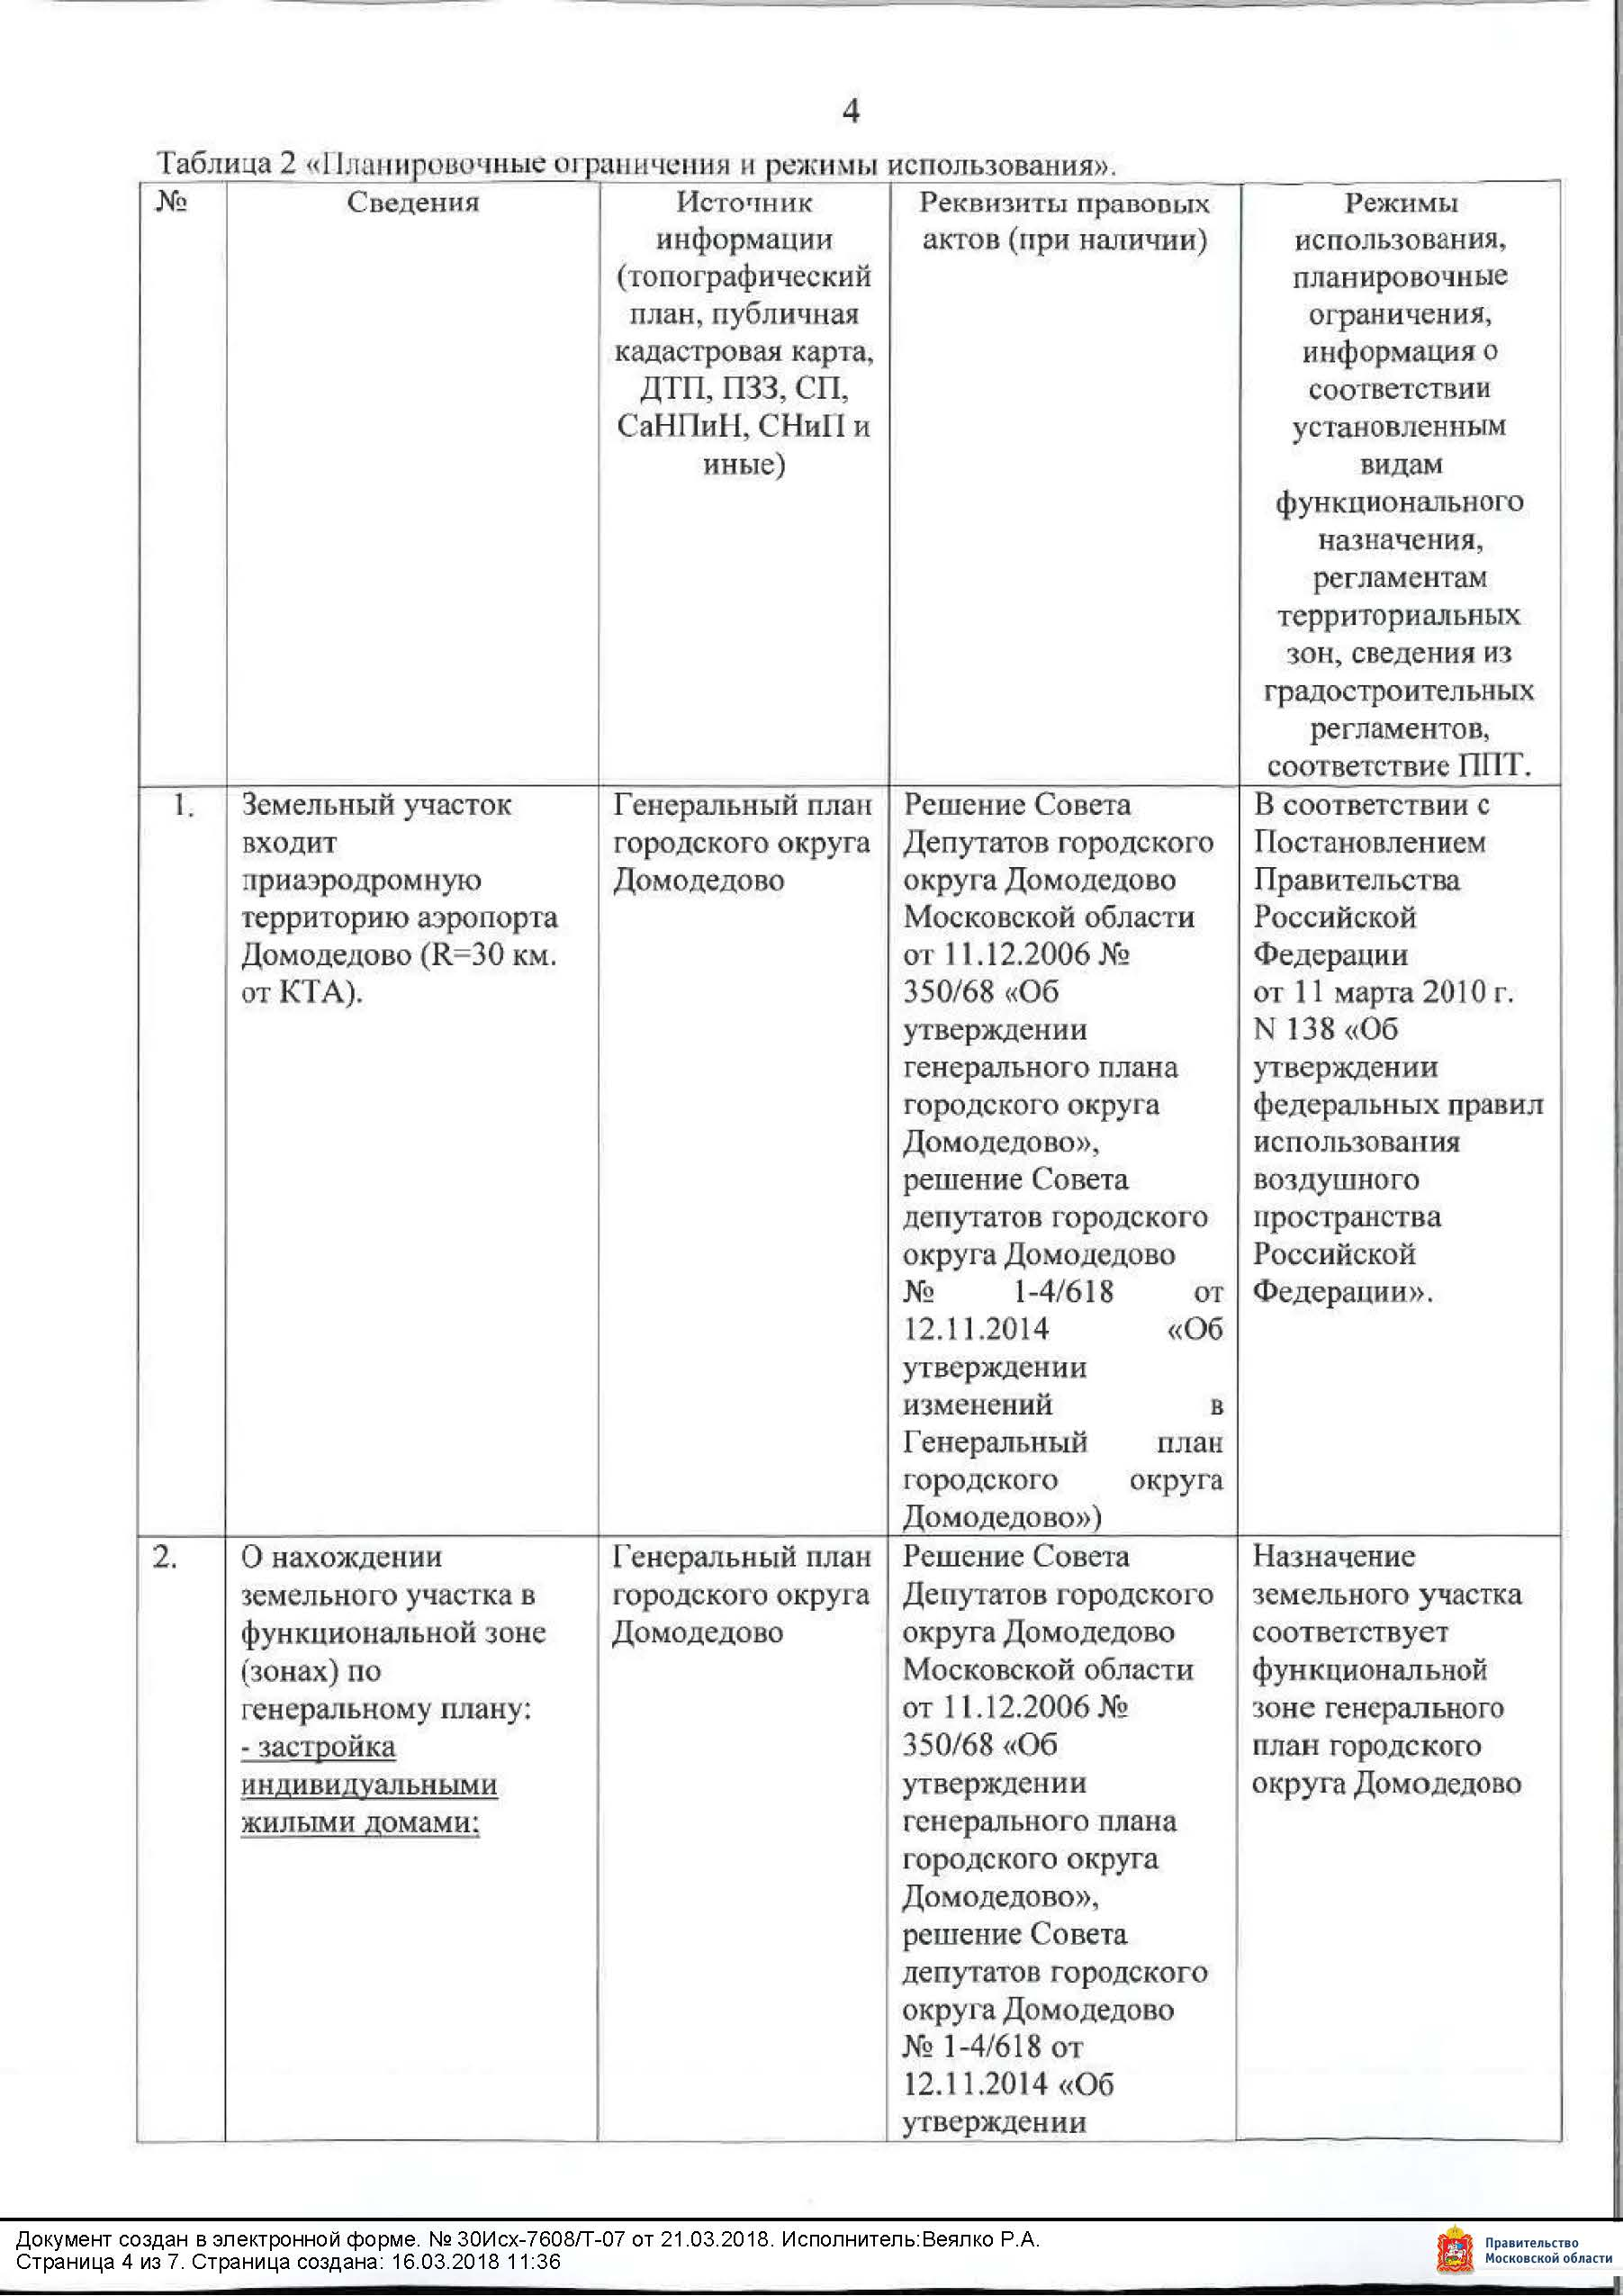 4
Таблица 2 «Планировочные ограничения и режимы использования».
№
Сведения
Источник
информации
(топографический
план, публичная
кадастровая карта,
ДТП, ПЗЗ, СП,
СаНПиН, СНиП и
иные)
Реквизиты правовых
актов (при наличии)
Режимы
использования,
планировочные
ограничения,
информация о
соответствии
установленным
видам
функционального
назначения,
регламентам
территориальных
зон, сведения из
градостроительных
регламентов,
соответствие ППТ.
1.
Земельный участок
входит
приаэродромную
территорию аэропорта
Домодедово (R=30 км.
от КТА).
Генеральный план
городского округа
Домодедово
Решение Совета
Депутатов городского
округа Домодедово
Московской области
от 11.12.2006 №
350/68 «Об
утверждении
генерального плана
городского округа
Домодедово»,
решение Совета
депутатов городского
округа Домодедово
№ 1-4/618 от
12.11.2014 «Об
утверждении
изменений в
Генеральный план
городского округа
Домодедово»)
В соответствии с
Постановлением
Правительства
Российской
Федерации
от 11 марта 2010 г.
N 138 «Об
утверждении
федеральных правил
использования
воздушного
пространства
Российской
Федерации».
2.
О нахождении
земельного участка в
функциональной зоне
(зонах) по
генеральному плану:
- застройка
индивидуальными
жилыми домами;
Генеральный план
городского округа
Домодедово
Решение Совета
Депутатов городского
округа Домодедово
Московской области
от 11.12.2006 №
350/68 «Об
утверждении
генерального плана
городского округа
Домодедово»,
решение Совета
депутатов городского
округа Домодедово
№ 1-4/618 от
12.11.2014 «Об
утверждении
Назначение
земельного участка
соответствует
функциональной
зоне генерального
план городского
округа Домодедово
Документ создан в электронной форме. № 30Исх-7608/Т-07 от 21.03.2018. Исполнитель:Веялко Р.А.
Страница 4 из 7. Страница создана: 16.03.2018 11:36
Правительство
Московской области